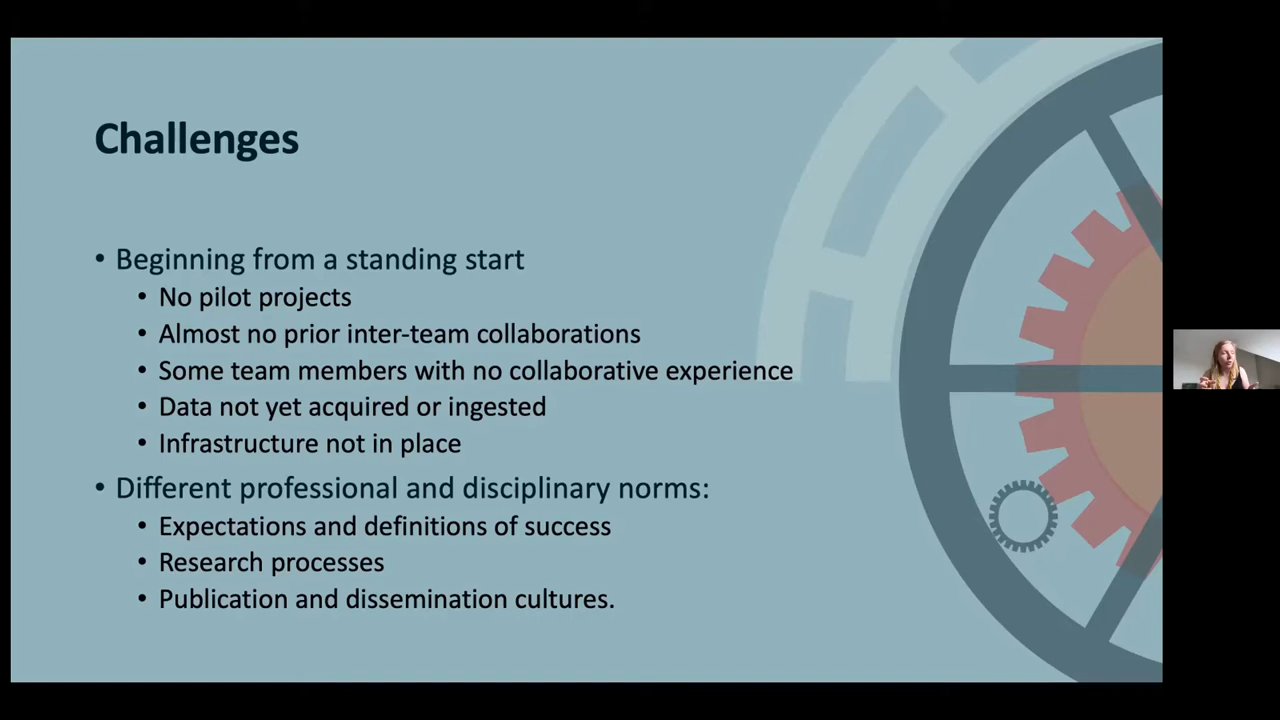 Challenges
• Beginning from a standing start
• No pilot projects
• Almost no prior inter-team collaborations
• Some team members with no collaborative experience
• Data not yet acquired or ingested
• Infrastructure not in place
• Different professional and disciplinary norms:
• Expectations and definitions of success
• Research processes
• Publication and dissemination cultures.